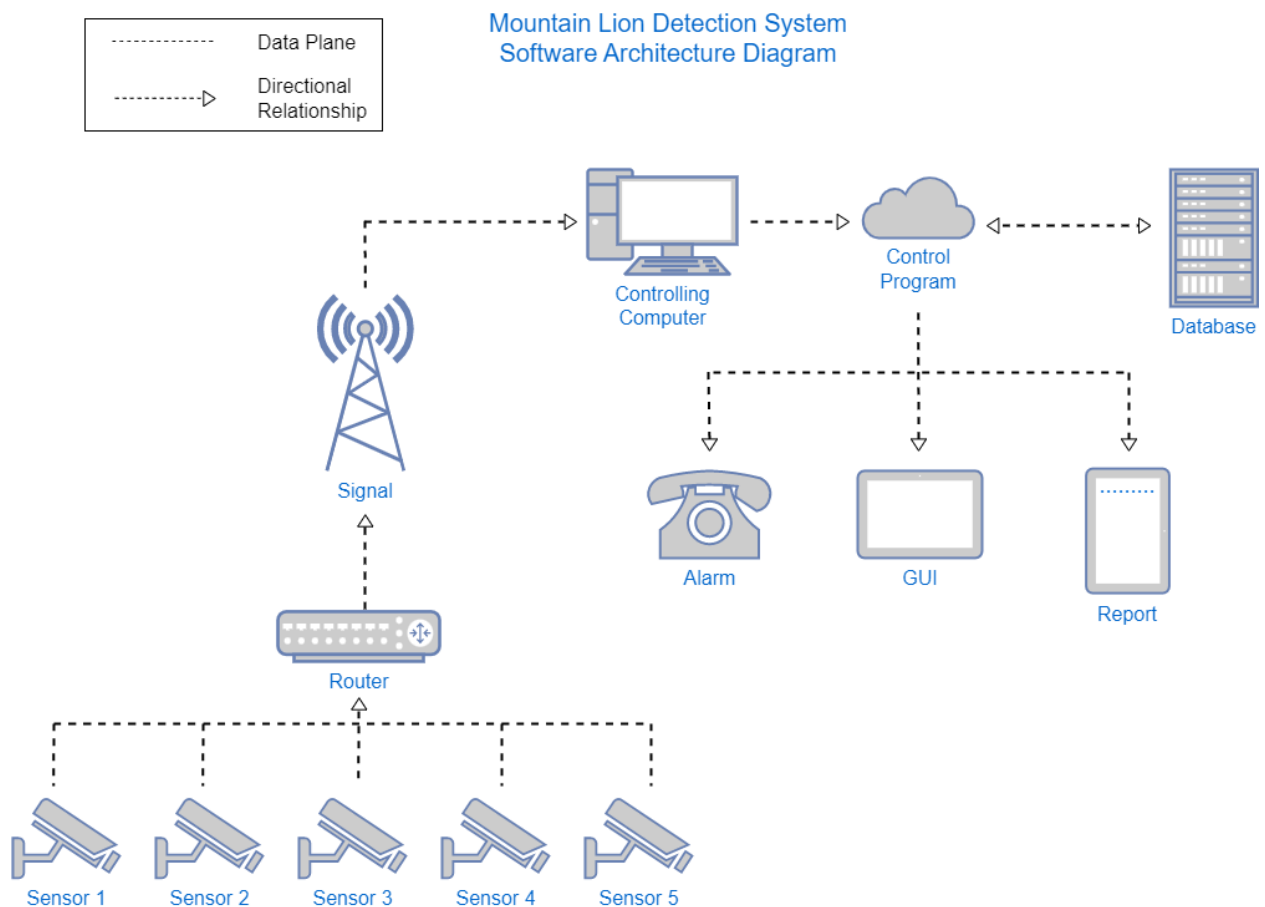 Mountain Lion Detection System
Software Architecture Diagram
Data Plane
Directional
Relationship
Controlling
Computer
Control
Program
Database
Signal
Alarm
GUI
Report
Router
Sensor 1
Sensor 2
Sensor 3
Sensor 4
Sensor 5